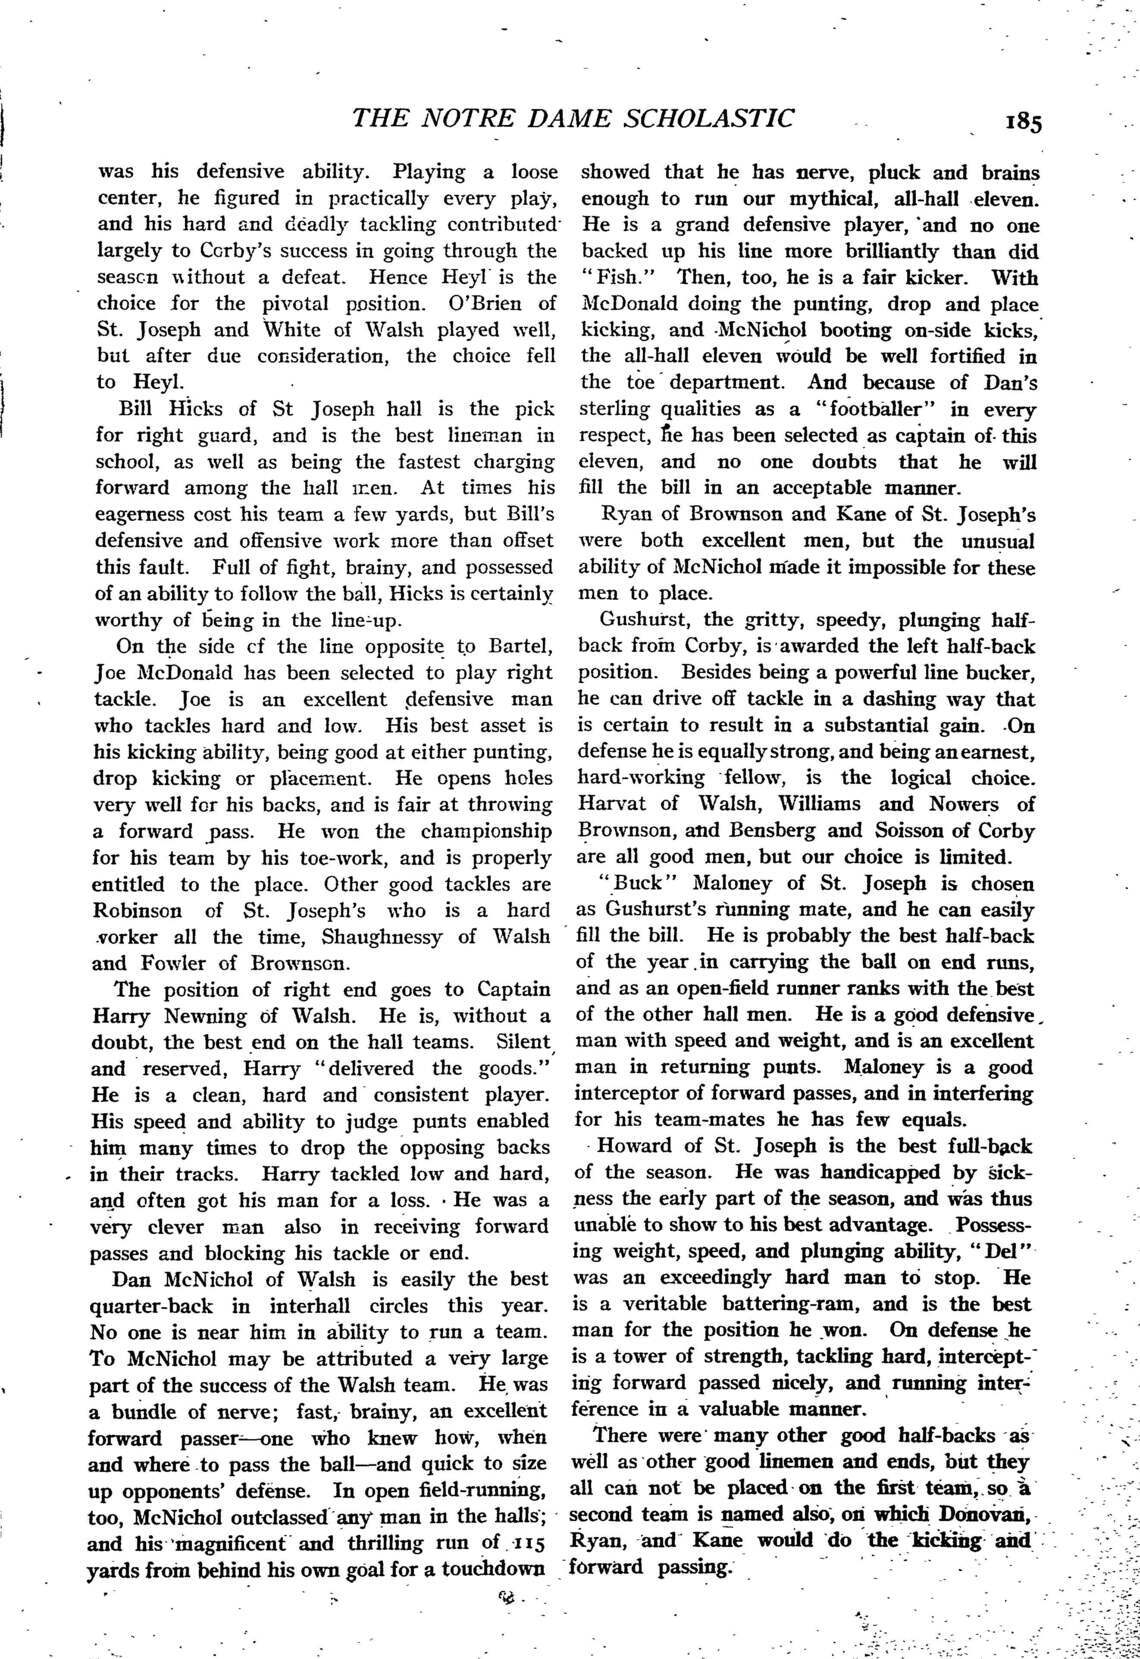 THE NOTRE DAME SCHOLASTIC 185
was his defensive ability. Playing a loose
center, he figured in practically every play,
and his hard and deadly tackling contributed
largely to Corby's success in going through the
season without a defeat. Hence Heyl is the
choice for the pivotal position. O'Brien of
St. Joseph and White of Walsh played well,
but after due consideration, the choice fell
to Heyl.
Bill Hicks of St Joseph hall is the pick
for right guard, and is the best lineman in
school, as well as being the fastest charging
forward among the hall men. At times his
eagerness cost his team a few yards, but Bill's
defensive and offensive work more than offset
this fault. Full of fight, brainy, and possessed
of an ability to follow the ball, Hicks is certainly
worthy of being in the line-up.
On the side of the line opposite to Bartel,
Joe McDonald has been selected to play right
tackle. Joe is an excellent defensive man
who tackles hard and low. His best asset is
his kicking ability, being good at either punting,
drop kicking or placement. He opens holes
very well for his backs, and is fair at throwing
a forward pass. He won the championship
for his team by his toe-work, and is properly
entitled to the place. Other good tackles are
Robinson of St. Joseph's who is a hard
worker all the time, Shaughnessy of Walsh
and Fowler of Brownson.
The position of right end goes to Captain
Harry Newning of Walsh. He is, without a
doubt, the best end on the hall teams. Silent
and reserved, Harry "delivered the goods."
He is a clean, hard and consistent player.
His speed and ability to judge punts enabled
him many times to drop the opposing backs
in their tracks. Harry tackled low and hard,
and often got his man for a loss. He was a
very clever man also in receiving forward
passes and blocking his tackle or end.
Dan McNichol of Walsh is easily the best
quarter-back in interhall circles this year.
No one is near him in ability to run a team.
To McNichol may be attributed a very large
part of the success of the Walsh team. He was
a bundle of nerve; fast, brainy, an excellent
forward passer—one who knew how, when
and where to pass the ball—and quick to size
up opponents' defense. In open field-running,
too, McNichol outclassed any man in the halls;
and his magnificent and thrilling run of 115
yards from behind his own goal for a touchdown
showed that he has nerve, pluck and brains
enough to run our mythical, all-hall eleven.
He is a grand defensive player, and no one
backed up his line more brilliantly than did
"Fish." Then, too, he is a fair kicker. With
McDonald doing the punting, drop and place
kicking, and McNichol booting on-side kicks,
the all-hall eleven would be well fortified in
the toe department. And because of Dan's
sterling qualities as a "footballer" in every
respect, he has been selected as captain of this
eleven, and no one doubts that he will
fill the bill in an acceptable manner.
Ryan of Brownson and Kane of St. Joseph's
were both excellent men, but the unusual
ability of McNichol made it impossible for these
men to place.
Gushurst, the gritty, speedy, plunging half-
back from Corby, is awarded the left half-back
position. Besides being a powerful line bucker,
he can drive off tackle in a dashing way that
is certain to result in a substantial gain. On
defense he is equally strong, and being an earnest,
hard-working fellow, is the logical choice.
Harvat of Walsh, Williams and Nowers of
Brownson, and Bensberg and Soisson of Corby
are all good men, but our choice is limited.
"Buck" Maloney of St. Joseph is chosen
as Gushurst's running mate, and he can easily
fill the bill. He is probably the best half-back
of the year in carrying the ball on end runs,
and as an open-field runner ranks with the best
of the other hall men. He is a good defensive
man with speed and weight, and is an excellent
man in returning punts. Maloney is a good
interceptor of forward passes, and in interfering
for his team-mates he has few equals.
Howard of St. Joseph is the best full-back
of the season. He was handicapped by sick-
ness the early part of the season, and was thus
unable to show to his best advantage. Possess-
ing weight, speed, and plunging ability, "Del"
was an exceedingly hard man to stop. He
is a veritable battering-ram, and is the best
man for the position he won. On defense he
is a tower of strength, tackling hard, intercept-
ing forward passed nicely, and running inter-
ference in a valuable manner.
There were many other good half-backs as
well as other good linemen and ends, but they
all can not be placed on the first team, so a
second team is named also, on which Donovan,
Ryan, and Kane would do the kicking and
forward passing.